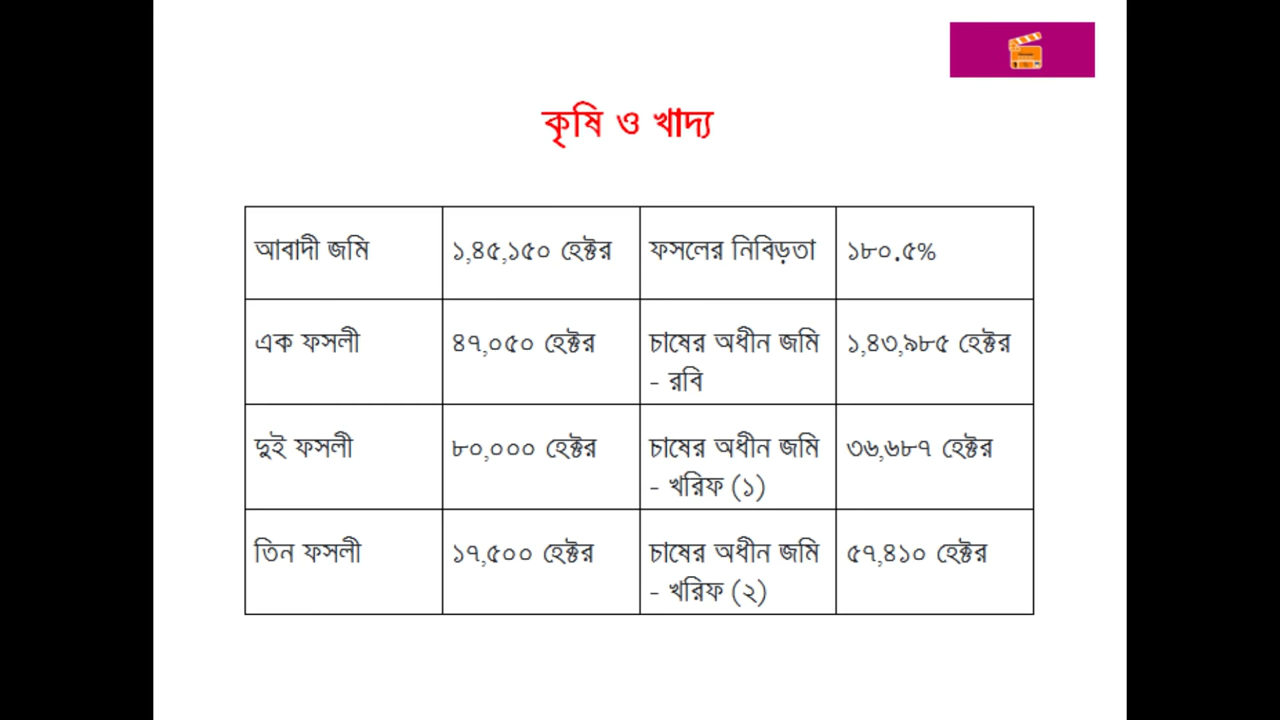 কৃষি ও খাদ্য
আবাদী জমি ১,৪৫,১৫০ হেক্টর ফসলের নিবিড়তা ১৮০.৫%
এক ফসলী ৪৭,০৫০ হেক্টর চাষের অধীন জমি ১,৪৩,৯৮৫ হেক্টর
- রবি
দুই ফসলী ৮০,০০০ হেক্টর চাষের অধীন জমি ৩৬,৬৮৭ হেক্টর
- খরিফ (১)
তিন ফসলী ১৭,৫০০ হেক্টর চাষের অধীন জমি ৫৭,৪১০ হেক্টর
- খরিফ (২)